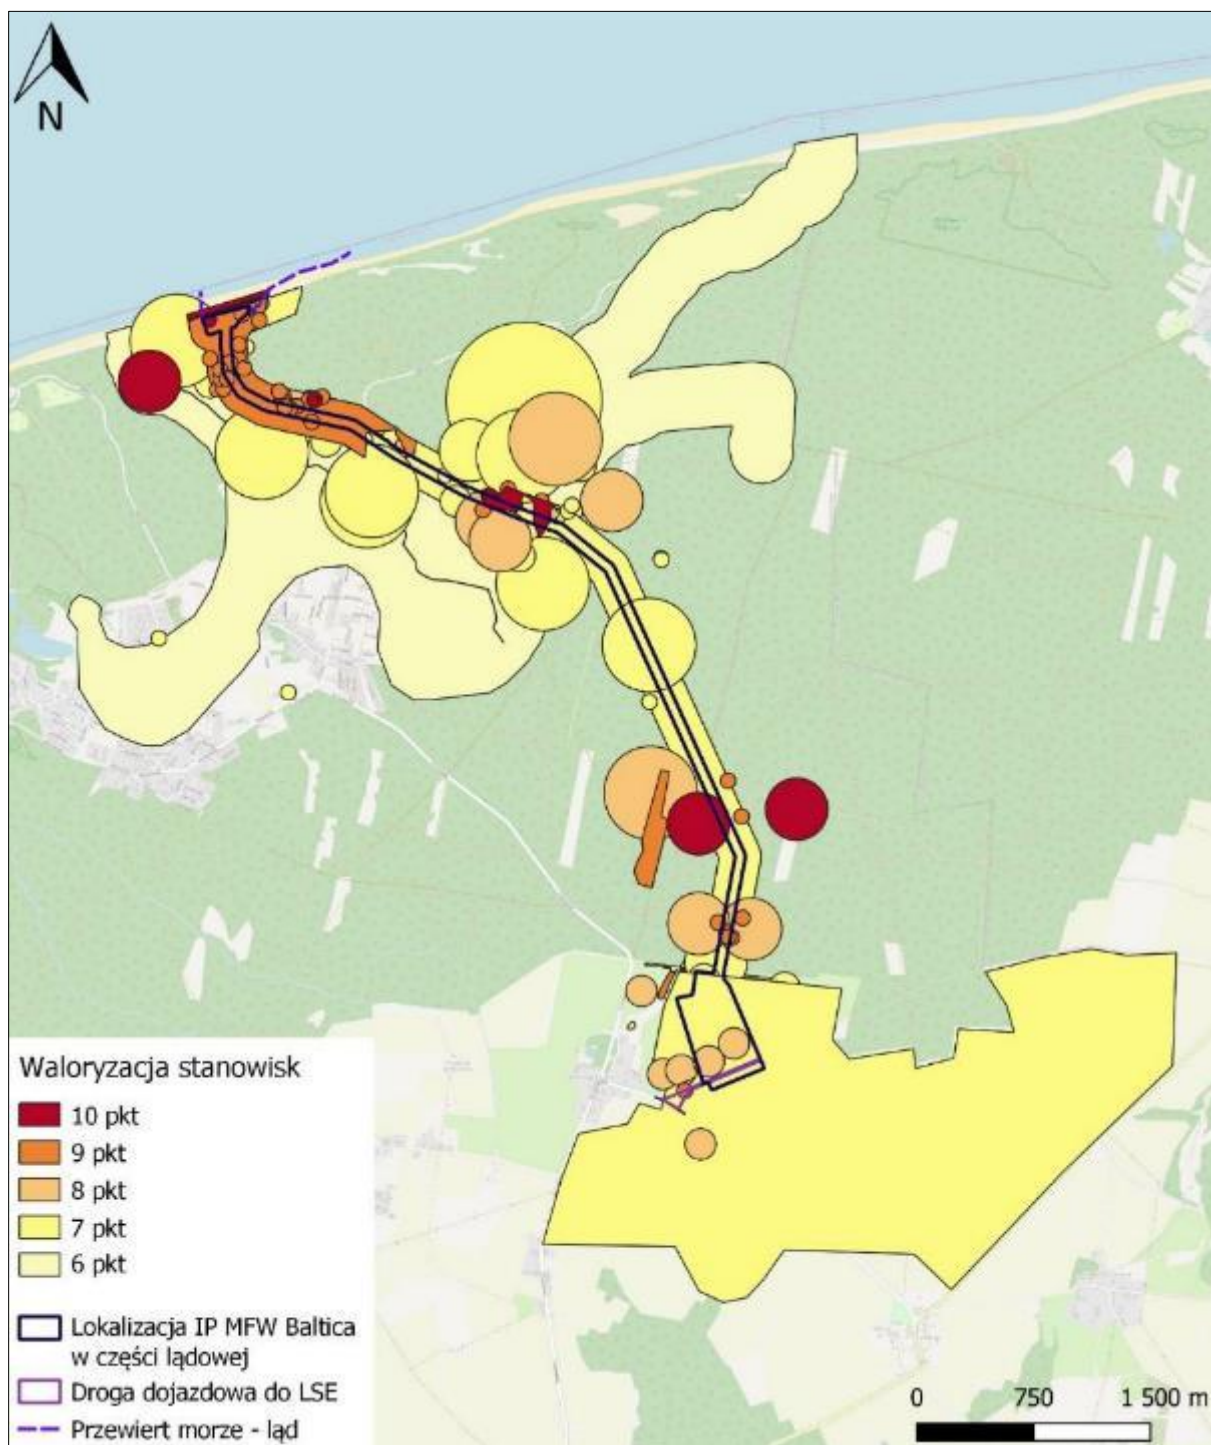 N
Waloryzacja stanowisk
10 pkt
9 pkt
8 pkt
7 pkt
6 pkt
Lokalizacja IP MFW Baltica
w części lądowej
Droga dojazdowa do LSE
Przewiert morze - ląd
0 750 1 500 m